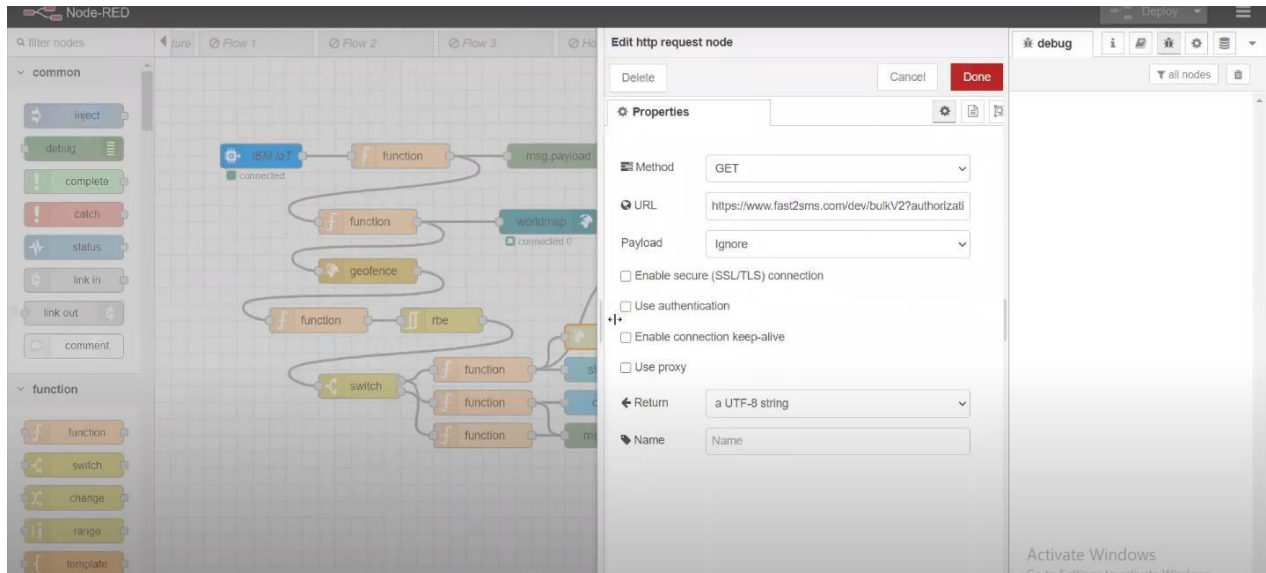 Node-RED
Deploy
filter nodes
ture
Flow 1
Flow 2
Flow 3
Ho
Edit http request node
debug
i
common
Delete
Cancel
Done
all nodes
Properties
inject
debug
complete
catch
status
link in
link out
comment
function
function
switch
change
range
template
IBM IoT
connected
function
msg.payload
function
worldmap
connected 0
geofence
function
rbe
function
switch
function
function
Method
GET
URL
https://www.fast2sms.com/dev/bulkV2?authorizati
Payload
Ignore
Enable secure (SSL/TLS) connection
Use authentication
Enable connection keep-alive
Use proxy
Return
a UTF-8 string
Name
Name
Activate Windows